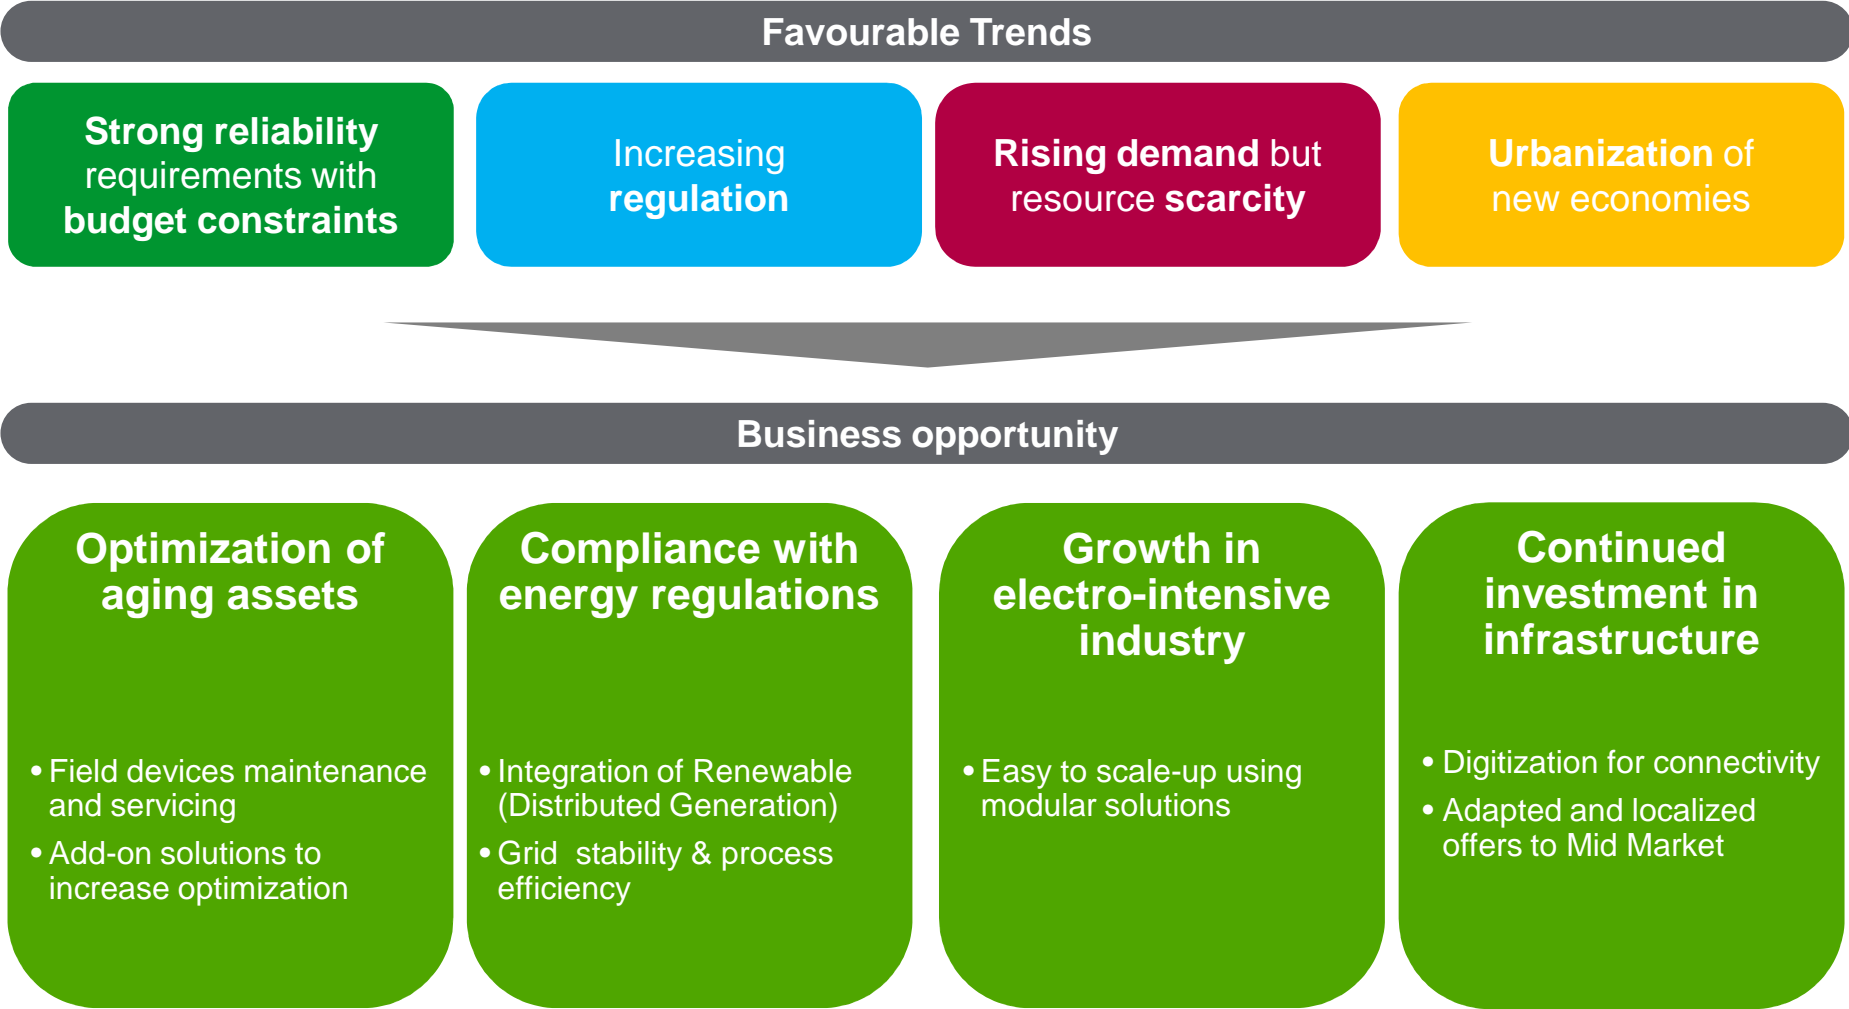 Favourable Trends
Strong reliability
requirements with
budget constraints
Increasing
regulation
Rising demand but
resource scarcity
Urbanization of
new economies
Business opportunity
Optimization of
aging assets
• Field devices maintenance
and servicing
• Add-on solutions to
increase optimization
Compliance with
energy regulations
• Integration of Renewable
(Distributed Generation)
• Grid  stability & process
efficiency
Growth in
electro-intensive
industry
• Easy to scale-up using
modular solutions
Continued
investment in
infrastructure
• Digitization for connectivity
• Adapted and localized
offers to Mid Market